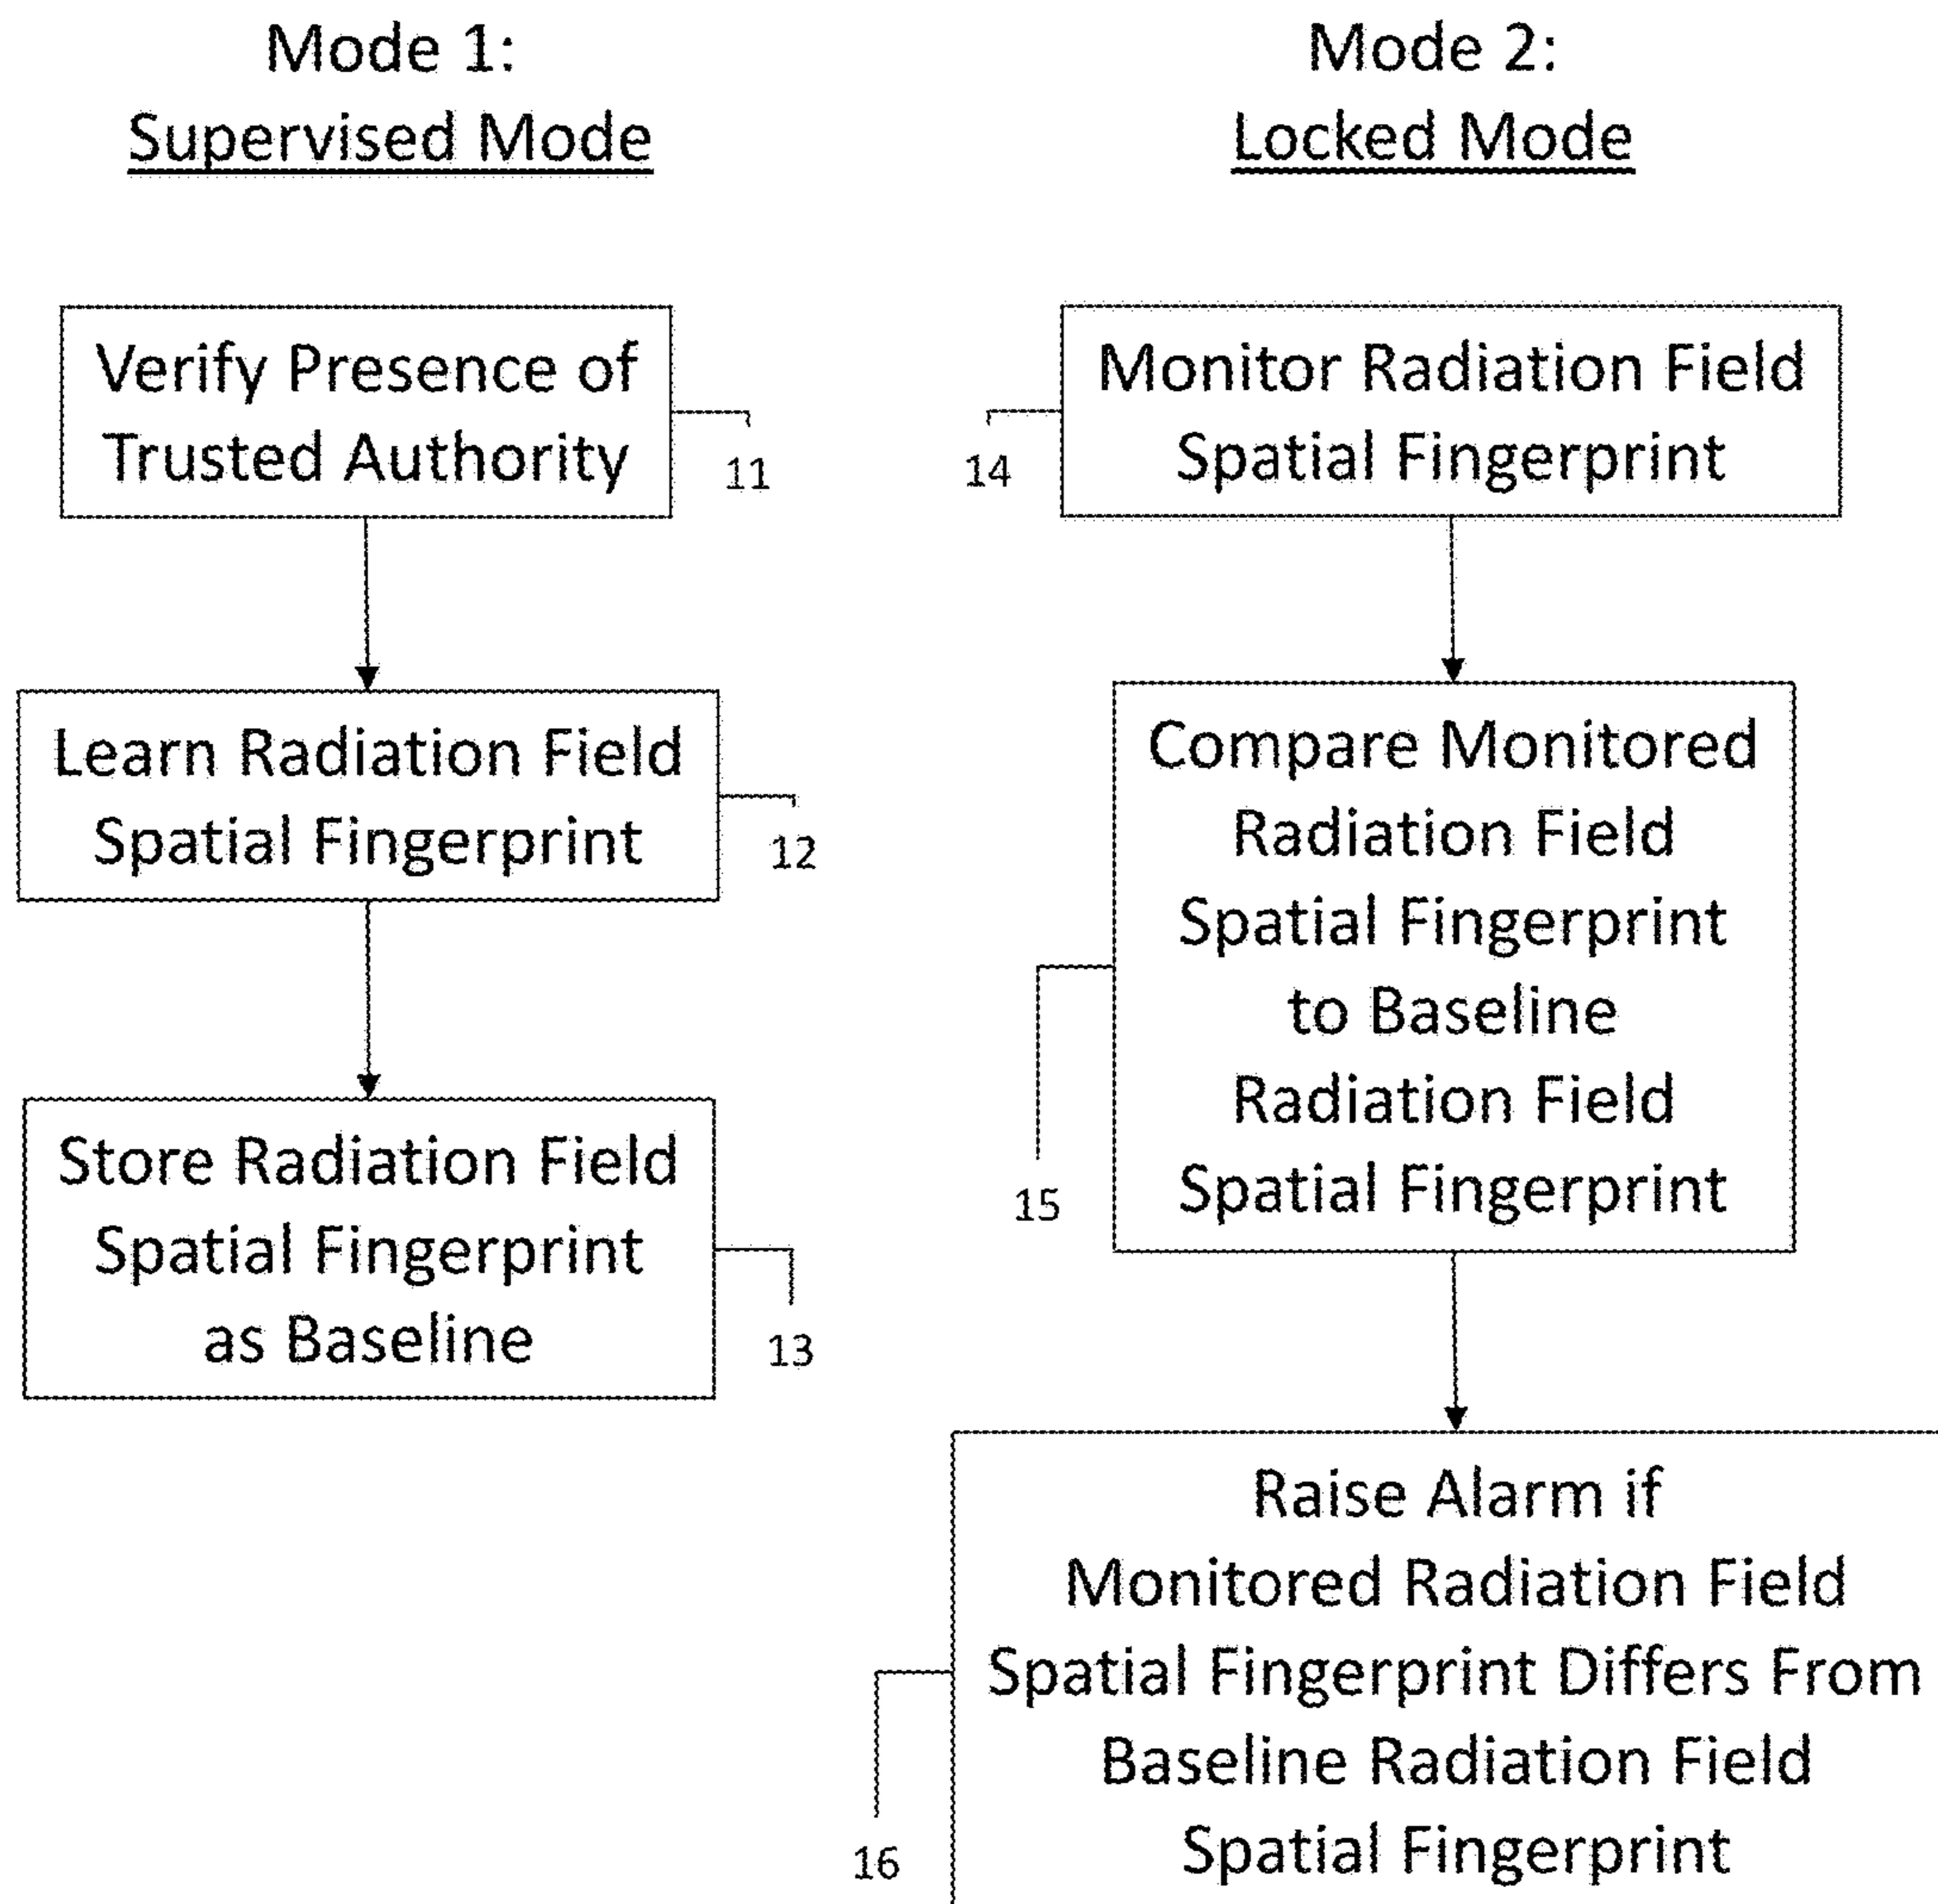 Mode 1:
Supervised Mode
Verify Presence of
Trusted Authority
11
Learn Radiation Field
Spatial Fingerprint
12
Store Radiation Field
Spatial Fingerprint
as Baseline
13
Mode 2:
Locked Mode
Monitor Radiation Field
Spatial Fingerprint
14
Compare Monitored
Radiation Field
Spatial Fingerprint
to Baseline
Radiation Field
Spatial Fingerprint
15
Raise Alarm if
Monitored Radiation Field
Spatial Fingerprint Differs From
Baseline Radiation Field
Spatial Fingerprint
16